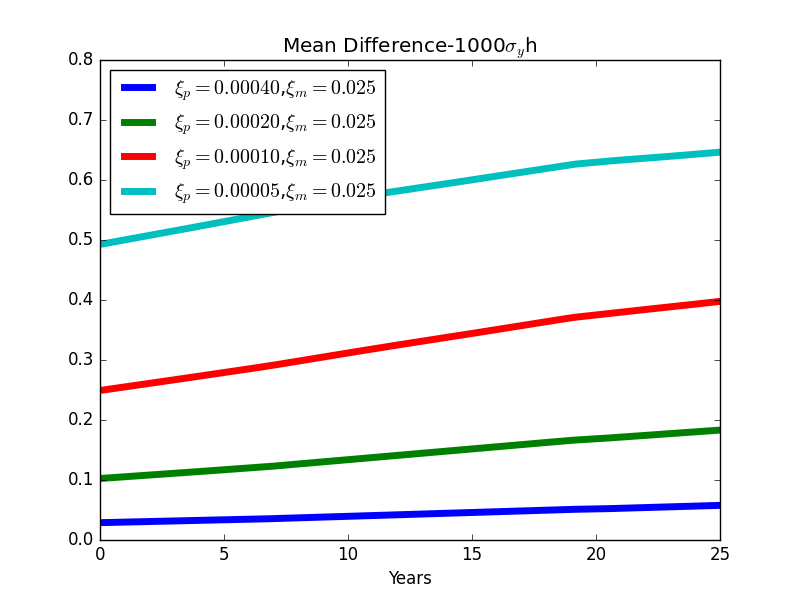 Mean Difference-1000σ_y h
0.8
0.7
0.6
0.5
0.4
0.3
0.2
0.1
0.0
ξ_p = 0.00040,ξ_m = 0.025
ξ_p = 0.00020,ξ_m = 0.025
ξ_p = 0.00010,ξ_m = 0.025
ξ_p = 0.00005,ξ_m = 0.025
0 5 10 15 20 25
Years